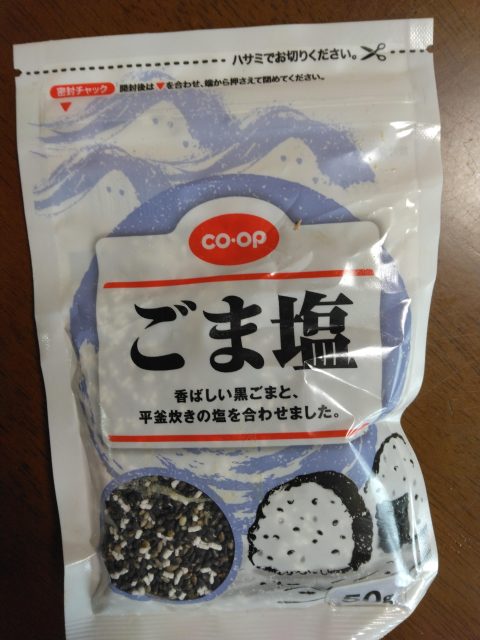 ハサミでお切りください。
密封チャック
開封後は▼を合わせ、端から押さえて閉めてください。
CO·OP
ごま塩
香ばしい黒ごまと、
平釜炊きの塩を合わせました。
50g